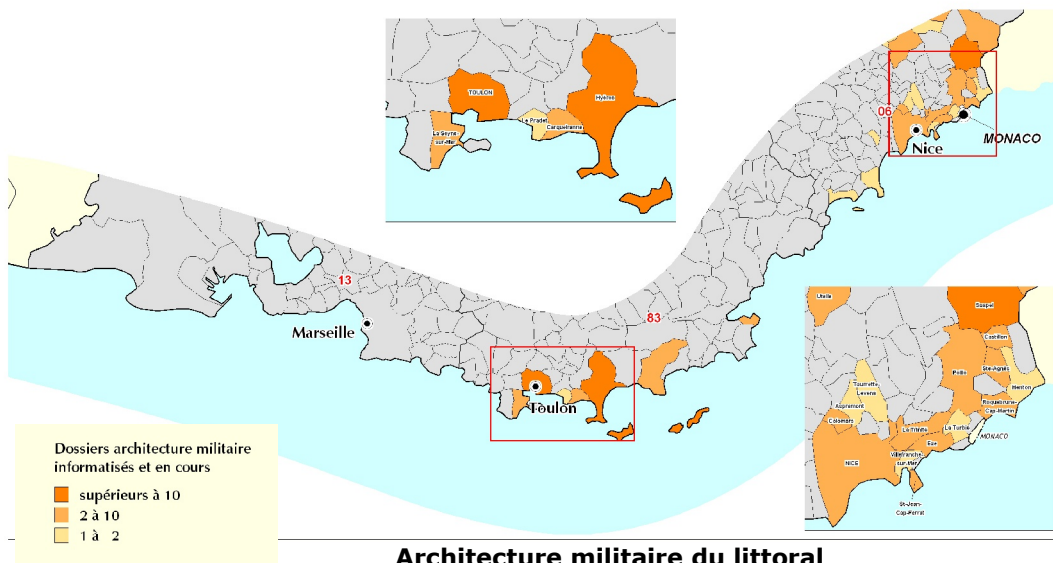 TOULON
Hyères
Le Pradet
Carqueiranne
La Seyne
sur-Mer
06
MONACO
Nice
13
Marseille
83
Toulon
Utelle
Sospel
Castillon
Peille
Ste-Agnès
Menton
Tourrette
Levens
Aspremont
Colomars
Roquebrune-
Cap-Martin
La Trinité
La Turbie
Eze
MONACO
NICE
Villefranche
sur-Mer
St-Jean-
Cap-Ferrat
Dossiers architecture militaire
informatisés et en cours
supérieurs à 10
2 à 10
1 à 2
Architecture militaire du littoral